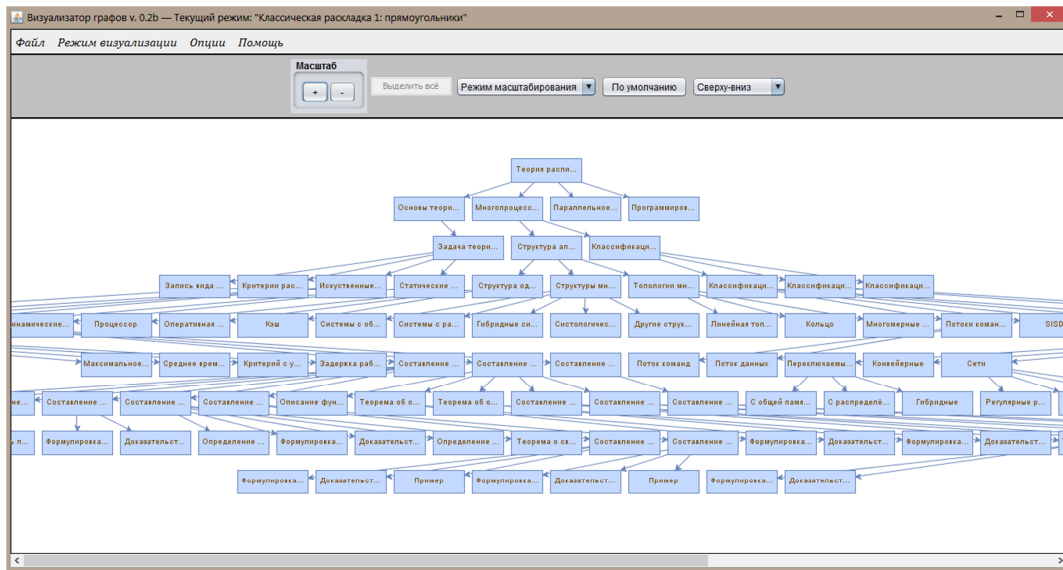 Визуализатор графов v. 0.2b — Текущий режим: "Классическая раскладка 1: прямоугольники"
Файл Режим визуализации Опции Помощь
Масштаб
+ - Выделить всё Режим масштабирования По умолчанию Сверху-вниз
Теория распи...
Основы теори... Многопроцесс... Параллельное... Программиров...
Задача теори... Структура ап... Классификаци...
Запись вида ... Критерии рас... Искуственные... Статические ... Структура од... Структуры мн... Топологии мн... Классификаци... Классификаци... Классификаци...
инамические... Процессор Оперативная ... Кэш Системы с об... Системы с ра... Гибридные си... Систологичес... Другие струк... Линейная топ... Кольцо Многомерные ... Потоки коман... SISD
Максимальное... Среднее врем... Критерий с у... Задержка раб... Составление ... Составление ... Составление ... Поток команд Поток данных Переключаемы... Конвейерные Сети
не... Составление ... Составление ... Составление ... Описание фун... Теорема об о... Теорема об о... Составление ... Составление ... Составление ... С общей памя... С распределё... Гибридные Регулярные р...
ь п... Формулировка... Доказательст... Определение ... Формулировка... Доказательст... Определение ... Теорема о св... Составление ... Составление ... Формулировка... Доказательст... Формулировка... Доказательст...
Формулировка... Доказательст... Пример Формулировка... Доказательст... Пример Формулировка... Доказательст...